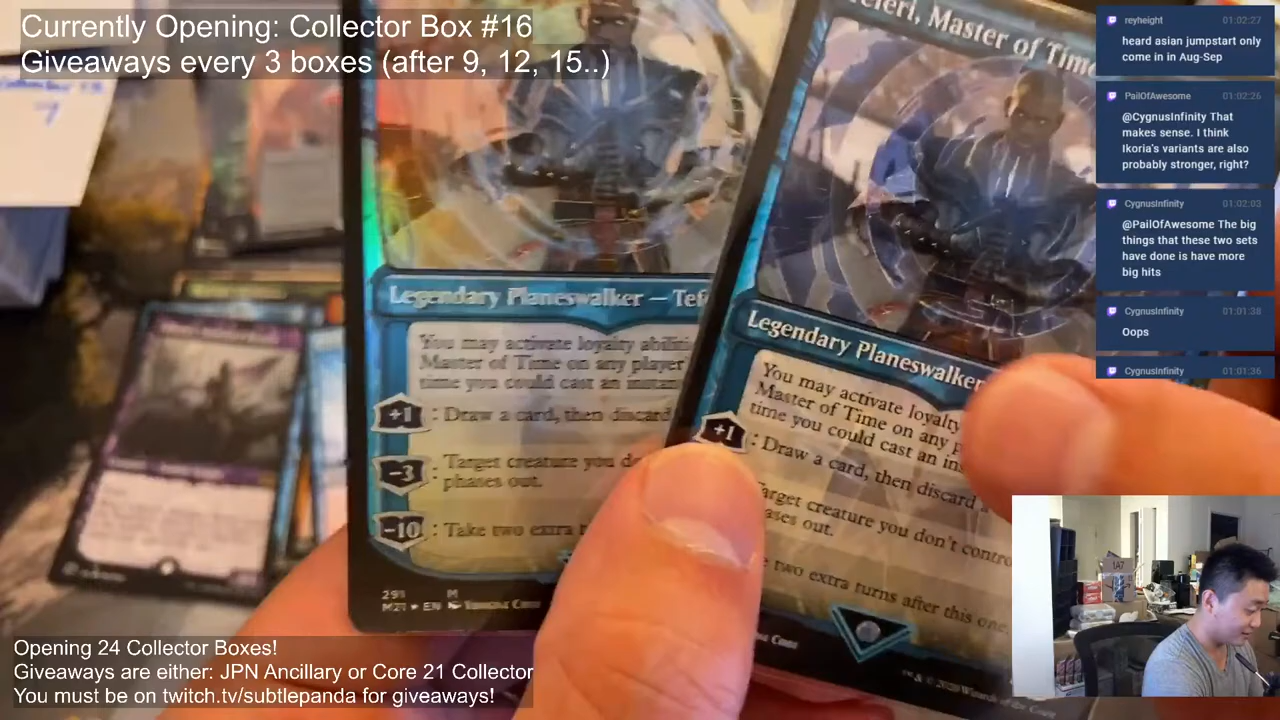 Currently Opening: Collector Box #16
Giveaways every 3 boxes (after 9, 12, 15..)
Legendary Planeswalker — Tef
You may activate loyalty abiliti
Master of Time on any player
time you could cast an instan
+1 : Draw a card, then discard
-3 : Target creature you do
phases out.
-10 : Take two extra t
291 M
M21 ★ EN
Teferi, Master of Time
Legendary Planeswalker
You may activate loyalty
Master of Time on any p
time you could cast an ins
+1 : Draw a card, then discard a
Target creature you don't contro
ases out.
e two extra turns after this one.
reyheight 01:02:27
heard asian jumpstart only
come in in Aug-Sep
PailOfAwesome 01:02:26
@CygnusInfinity That
makes sense. I think
Ikoria's variants are also
probably stronger, right?
CygnusInfinity 01:02:03
@PailOfAwesome The big
things that these two sets
have done is have more
big hits
CygnusInfinity 01:01:38
Oops
CygnusInfinity 01:01:36
Opening 24 Collector Boxes!
Giveaways are either: JPN Ancillary or Core 21 Collector
You must be on twitch.tv/subtlepanda for giveaways!